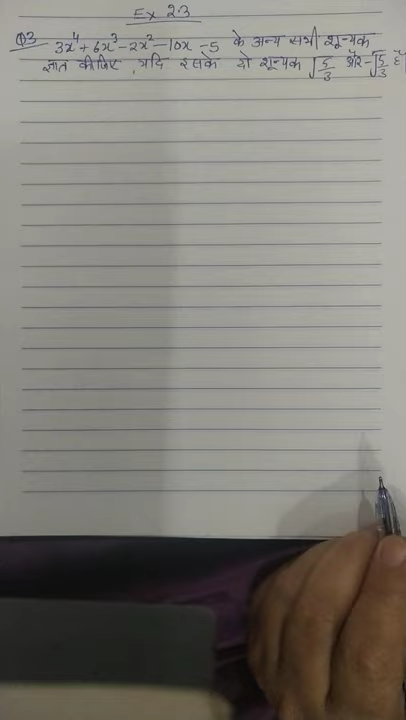 Ex 2.3
Q3 3x⁴ + 6x³ - 2x² - 10x - 5 के अन्य सभी शून्यक
ज्ञात कीजिए, यदि इसके दो शून्यक √5/3 और -√5/3 हैं